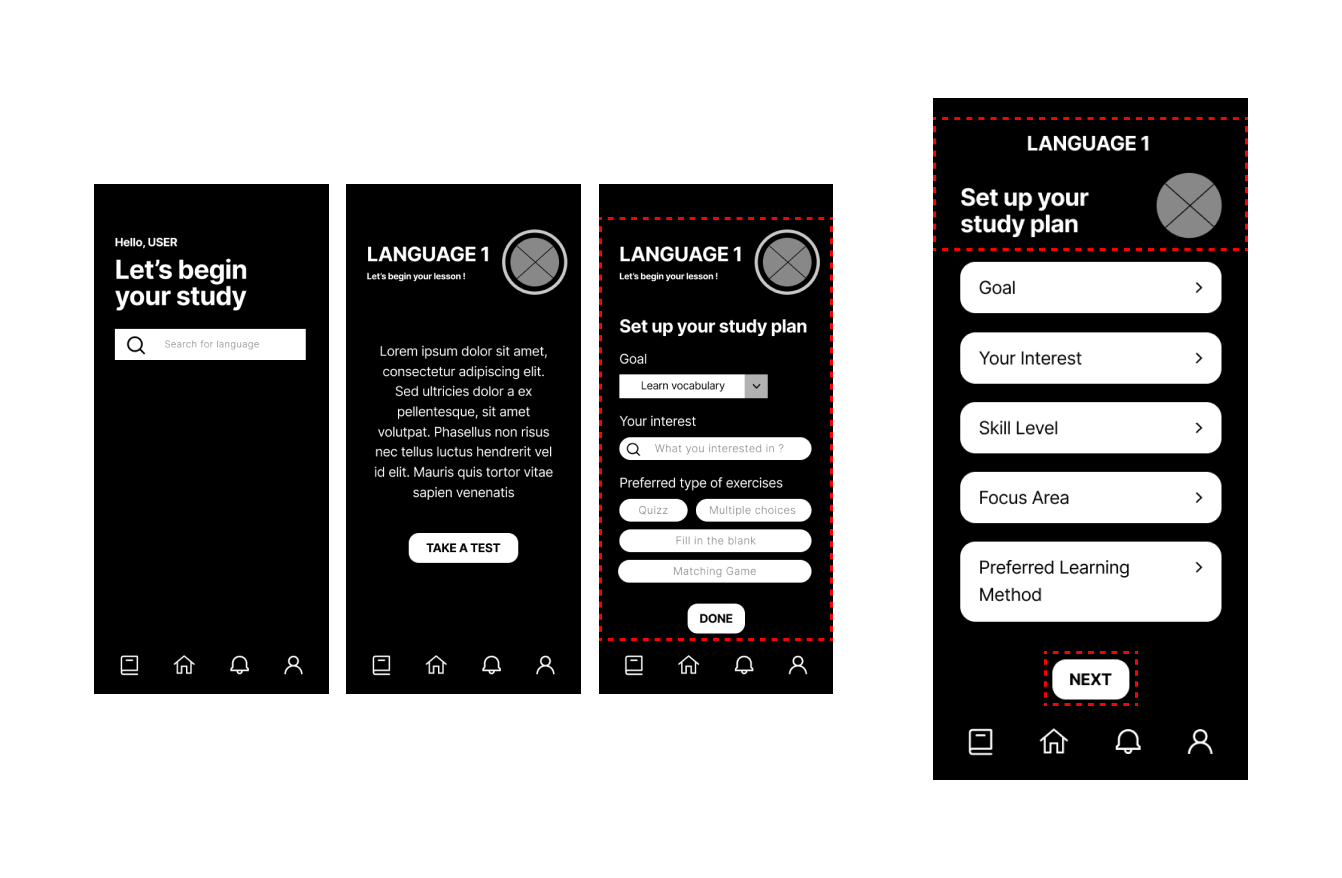 Hello, USER
Let's begin
your study
Search for language
LANGUAGE 1
Let's begin your lesson !
Lorem ipsum dolor sit amet,
consectetur adipiscing elit.
Sed ultricies dolor a ex
pellentesque, sit amet
volutpat. Phasellus non risus
nec tellus luctus hendrerit vel
id elit. Mauris quis tortor vitae
sapien venenatis
TAKE A TEST
LANGUAGE 1
Let's begin your lesson !
Set up your study plan
Goal
Learn vocabulary
Your interest
What you interested in ?
Preferred type of exercises
Quizz
Multiple choices
Fill in the blank
Matching Game
DONE
LANGUAGE 1
Set up your
study plan
Goal
Your Interest
Skill Level
Focus Area
Preferred Learning
Method
NEXT